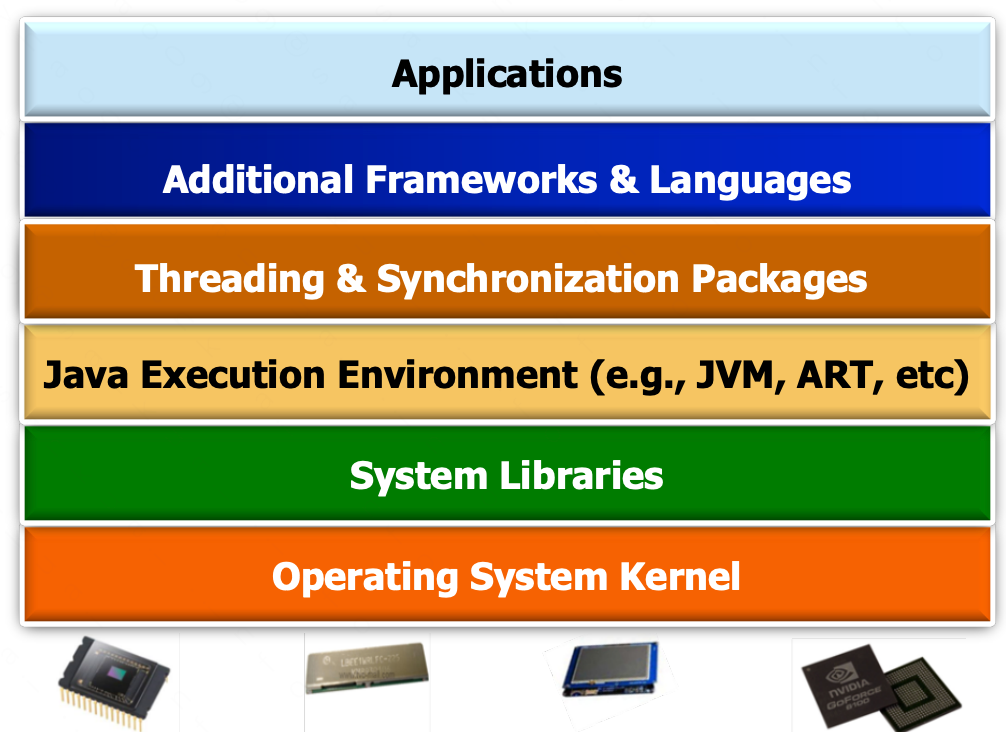 Applications
Additional Frameworks & Languages
Threading & Synchronization Packages
Java Execution Environment (e.g., JVM, ART, etc)
System Libraries
Operating System Kernel
NVIDIA
GOFORCE